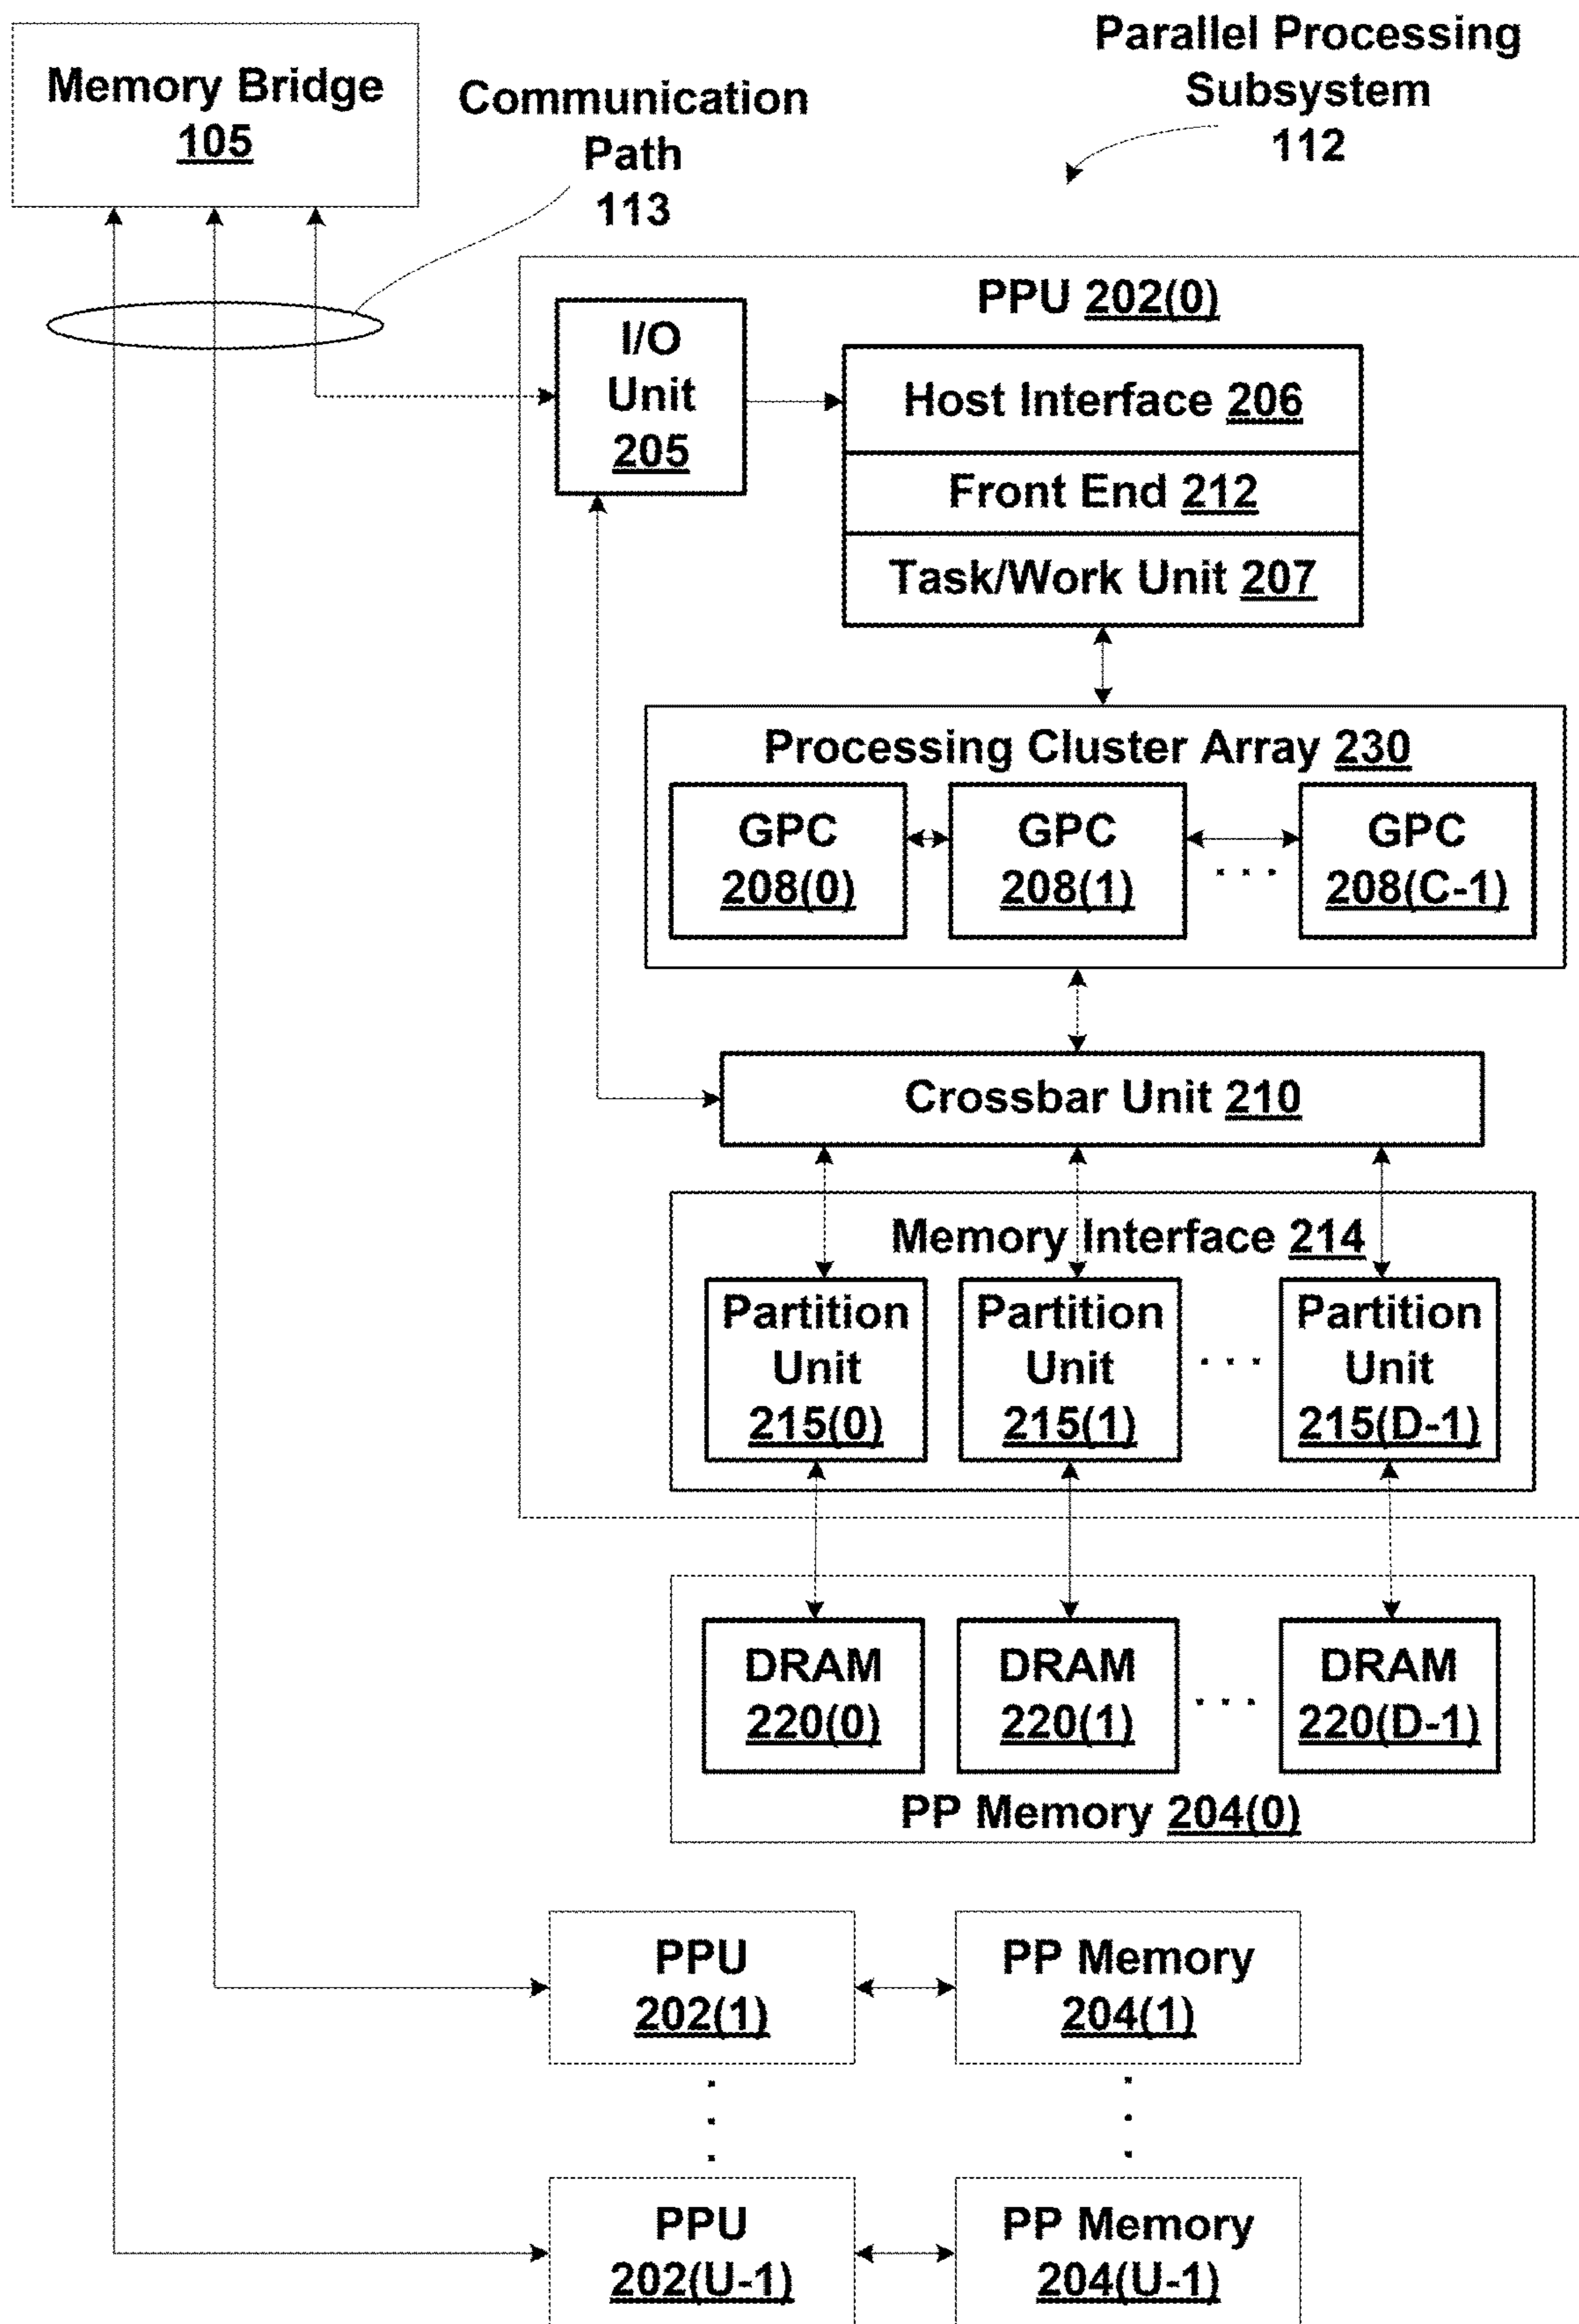 Memory Bridge
105
Communication
Path
113
Parallel Processing
Subsystem
112
PPU 202(0)
I/O
Unit
205
Host Interface 206
Front End 212
Task/Work Unit 207
Processing Cluster Array 230
GPC
208(0)
GPC
208(1)
. . .
GPC
208(C-1)
Crossbar Unit 210
Memory Interface 214
Partition
Unit
215(0)
Partition
Unit
215(1)
. . .
Partition
Unit
215(D-1)
DRAM
220(0)
DRAM
220(1)
. . .
DRAM
220(D-1)
PP Memory 204(0)
PPU
202(1)
PP Memory
204(1)
PPU
202(U-1)
PP Memory
204(U-1)